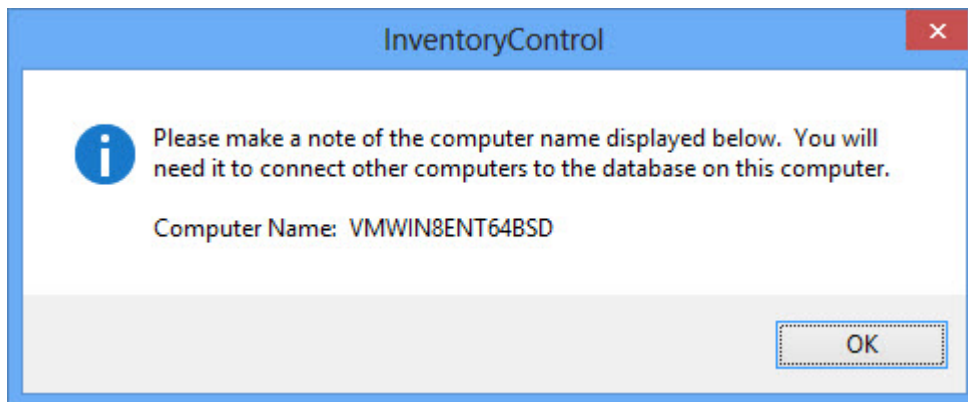 InventoryControl
Please make a note of the computer name displayed below.  You will
need it to connect other computers to the database on this computer.
Computer Name:  VMWIN8ENT64BSD
OK